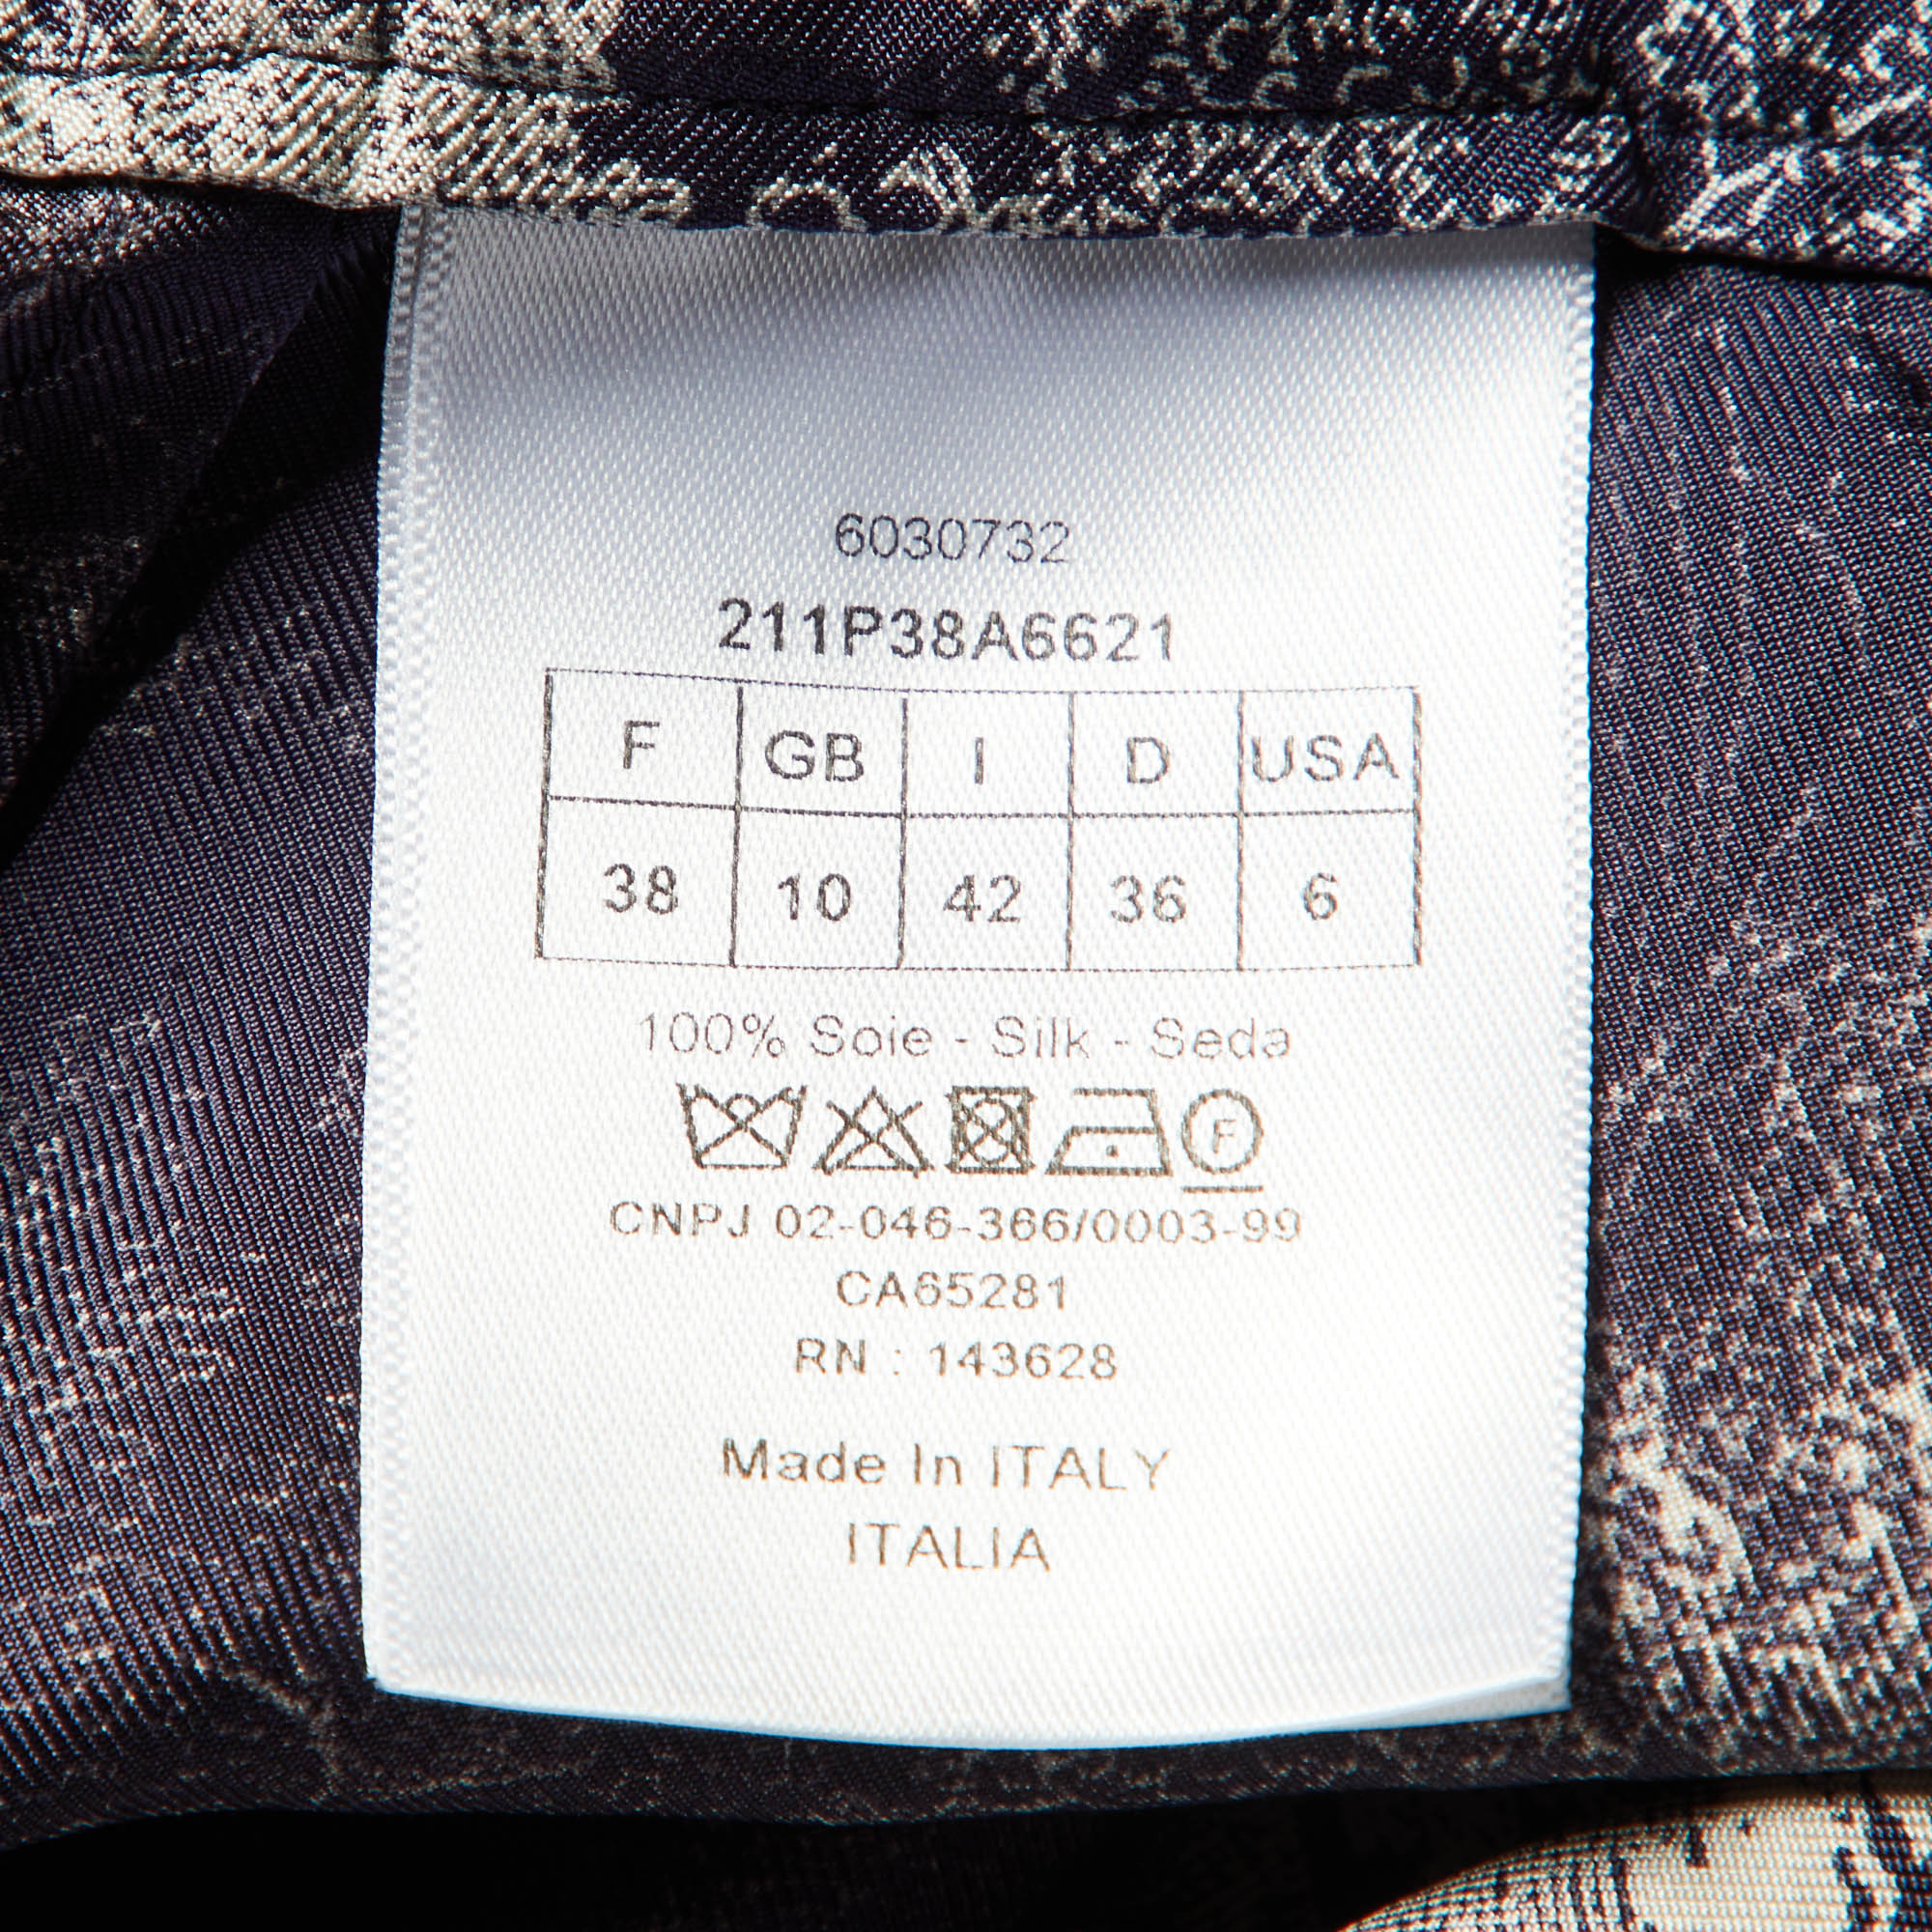 6030732
211P38A6621
F GB I D USA
38 10 42 36 6
100% Soie - Silk - Seda
F
CNPJ 02-046-366/0003-99
CA65281
RN : 143628
Made In ITALY
ITALIA